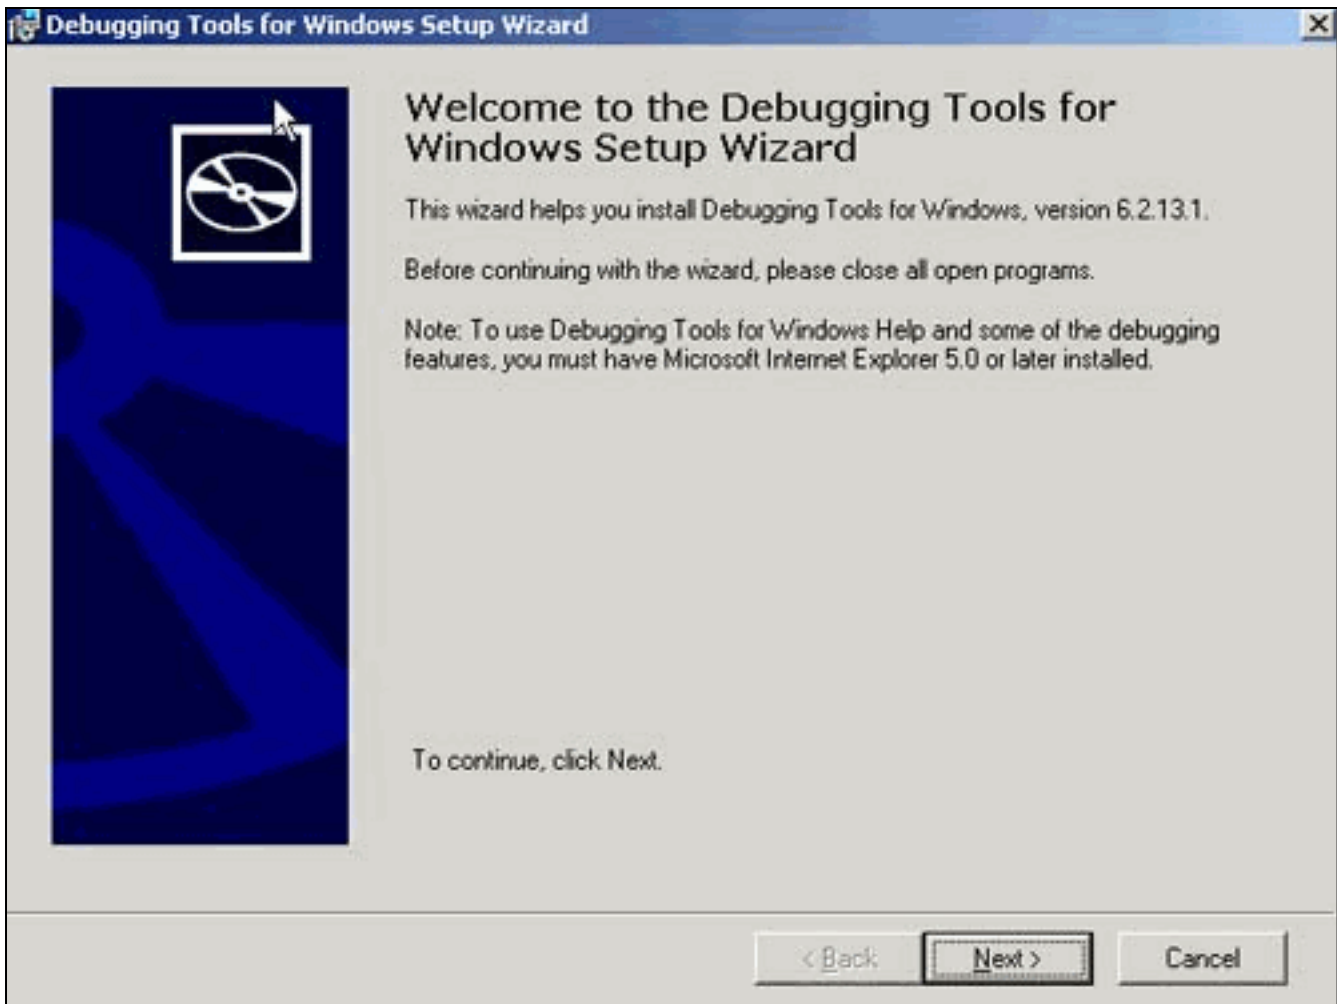 Debugging Tools for Windows Setup Wizard
Welcome to the Debugging Tools for
Windows Setup Wizard
This wizard helps you install Debugging Tools for Windows, version 6.2.13.1.
Before continuing with the wizard, please close all open programs.
Note: To use Debugging Tools for Windows Help and some of the debugging
features, you must have Microsoft Internet Explorer 5.0 or later installed.
To continue, click Next.
< Back
Next >
Cancel